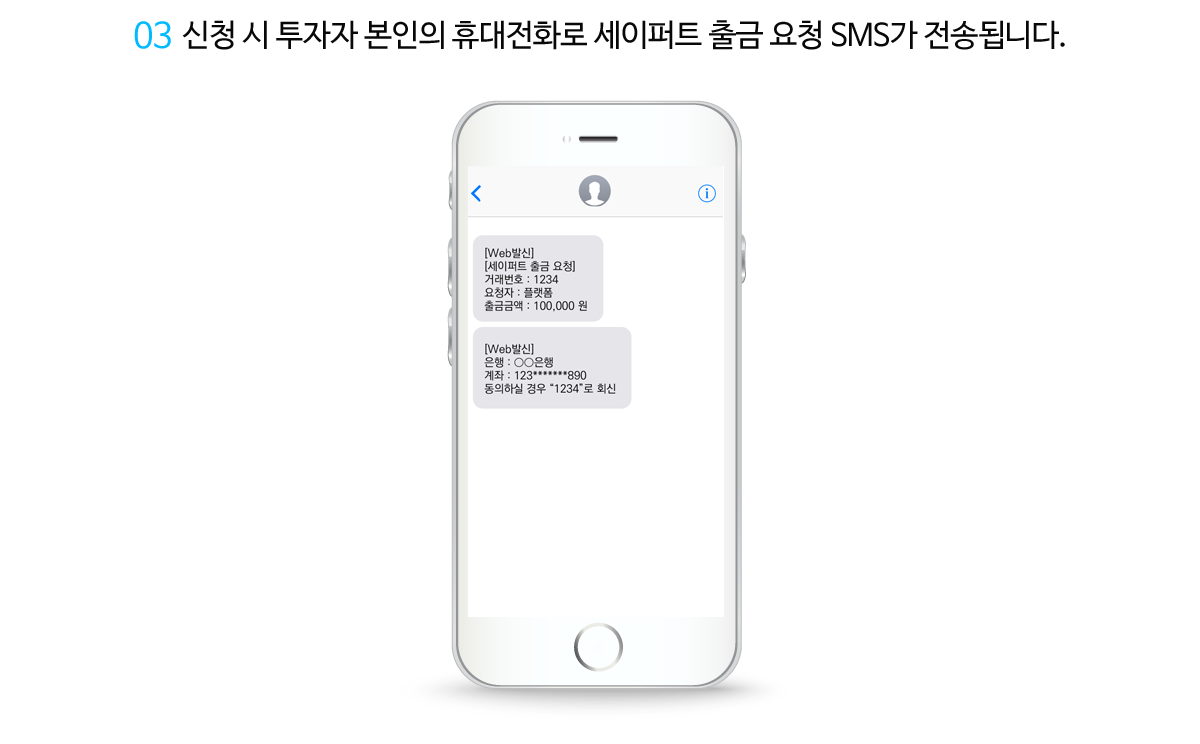 03 신청 시 투자자 본인의 휴대전화로 세이퍼트 출금 요청 SMS가 전송됩니다.
[Web발신]
[세이퍼트 출금 요청]
거래번호 : 1234
요청자 : 플랫폼
출금금액 : 100,000 원
[Web발신]
은행 : ○○은행
계좌 : 123*******890
동의하실 경우 “1234”로 회신